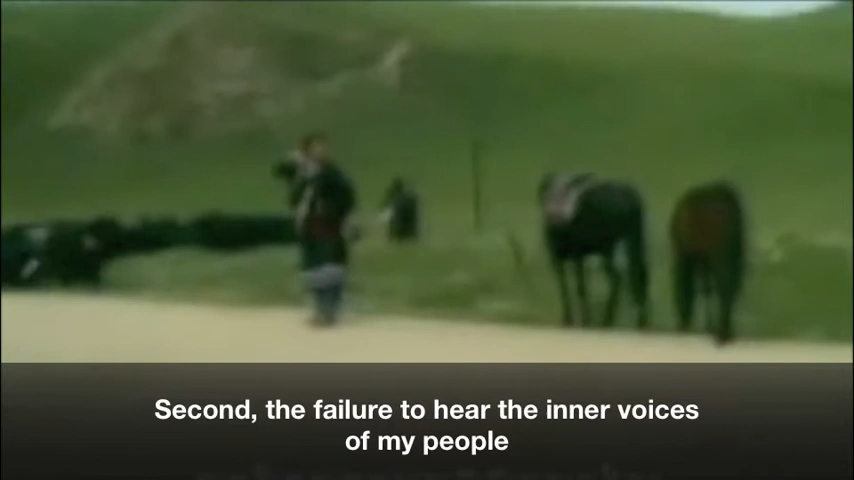 Second, the failure to hear the inner voices
of my people